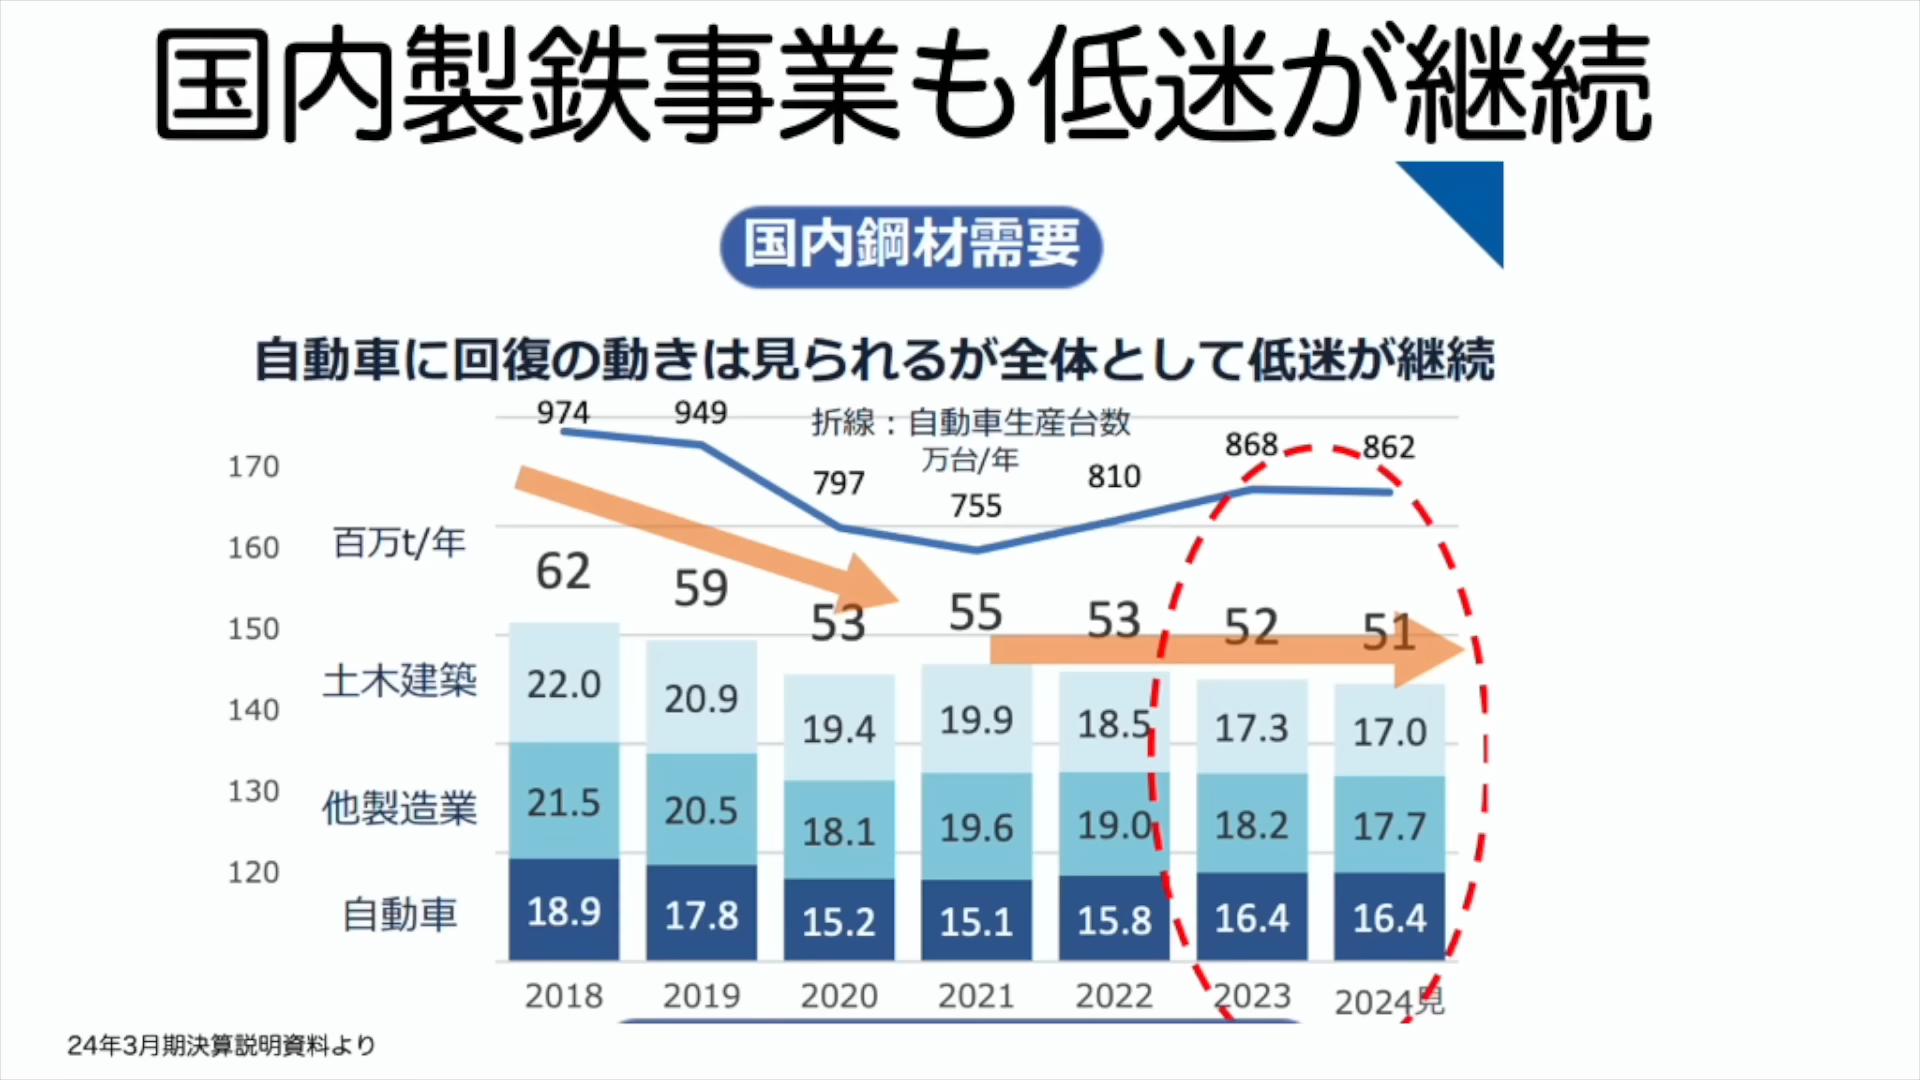 国内製鉄事業も低迷が継続
国内鋼材需要
自動車に回復の動きは見られるが全体として低迷が継続
974 949 797 755 810 868 862
折線：自動車生産台数
万台/年
170
160
150
140
130
120
百万t/年
62 59 53 55 53 52 51
土木建築 22.0 20.9 19.4 19.9 18.5 17.3 17.0
他製造業 21.5 20.5 18.1 19.6 19.0 18.2 17.7
自動車 18.9 17.8 15.2 15.1 15.8 16.4 16.4
2018 2019 2020 2021 2022 2023 2024見
24年3月期決算説明資料より